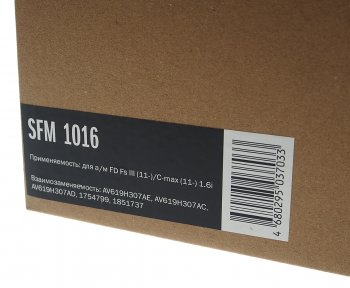 SFM 1016
Применяемость: для а/м FD Fs III (11-)/C-max (11-) 1.6i
Взаимозаменяемость: AV619H307AE, AV619H307AC,
AV619H307AD, 1754799, 1851737
4 680295 037033